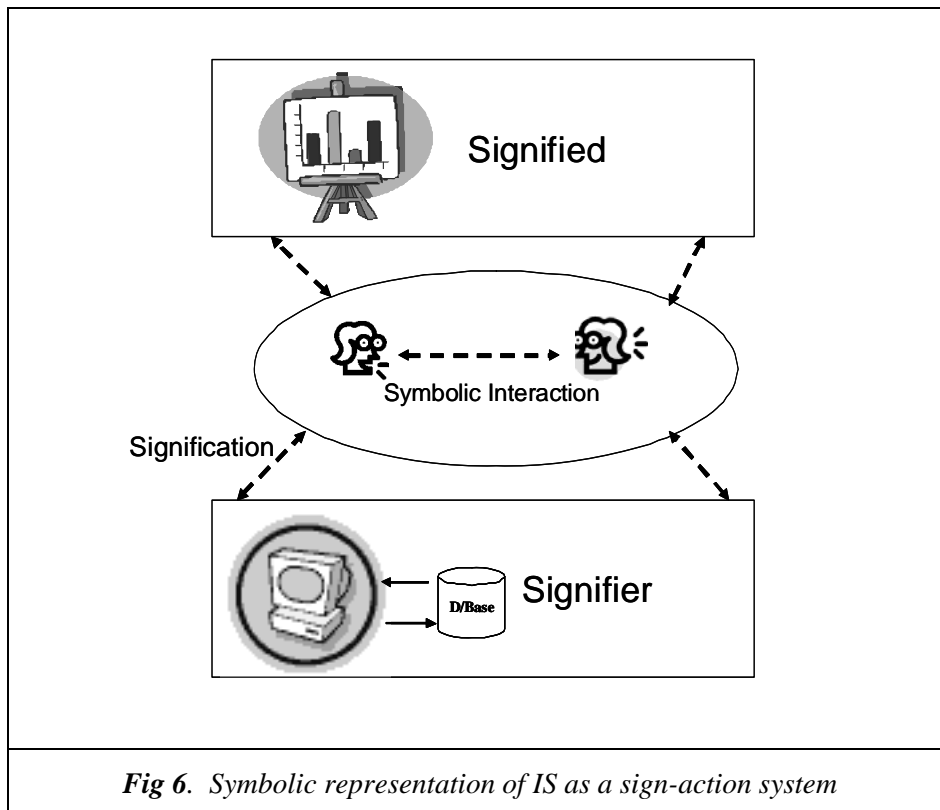 Signified
Symbolic Interaction
Signification
D/Base
Signifier
Fig 6. Symbolic representation of IS as a sign-action system